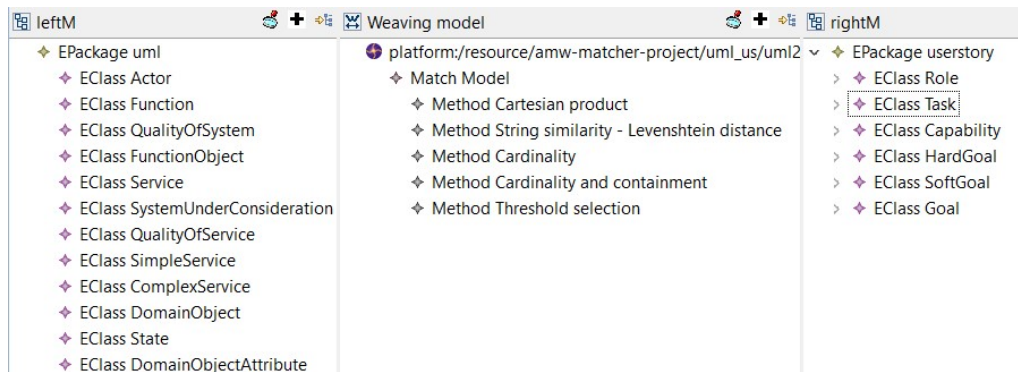 leftM
EPackage uml
EClass Actor
EClass Function
EClass QualityOfSystem
EClass FunctionObject
EClass Service
EClass SystemUnderConsideration
EClass QualityOfService
EClass SimpleService
EClass ComplexService
EClass DomainObject
EClass State
EClass DomainObjectAttribute
Weaving model
platform:/resource/amw-matcher-project/uml_us/uml2
Match Model
Method Cartesian product
Method String similarity - Levenshtein distance
Method Cardinality
Method Cardinality and containment
Method Threshold selection
rightM
EPackage userstory
EClass Role
EClass Task
EClass Capability
EClass HardGoal
EClass SoftGoal
EClass Goal